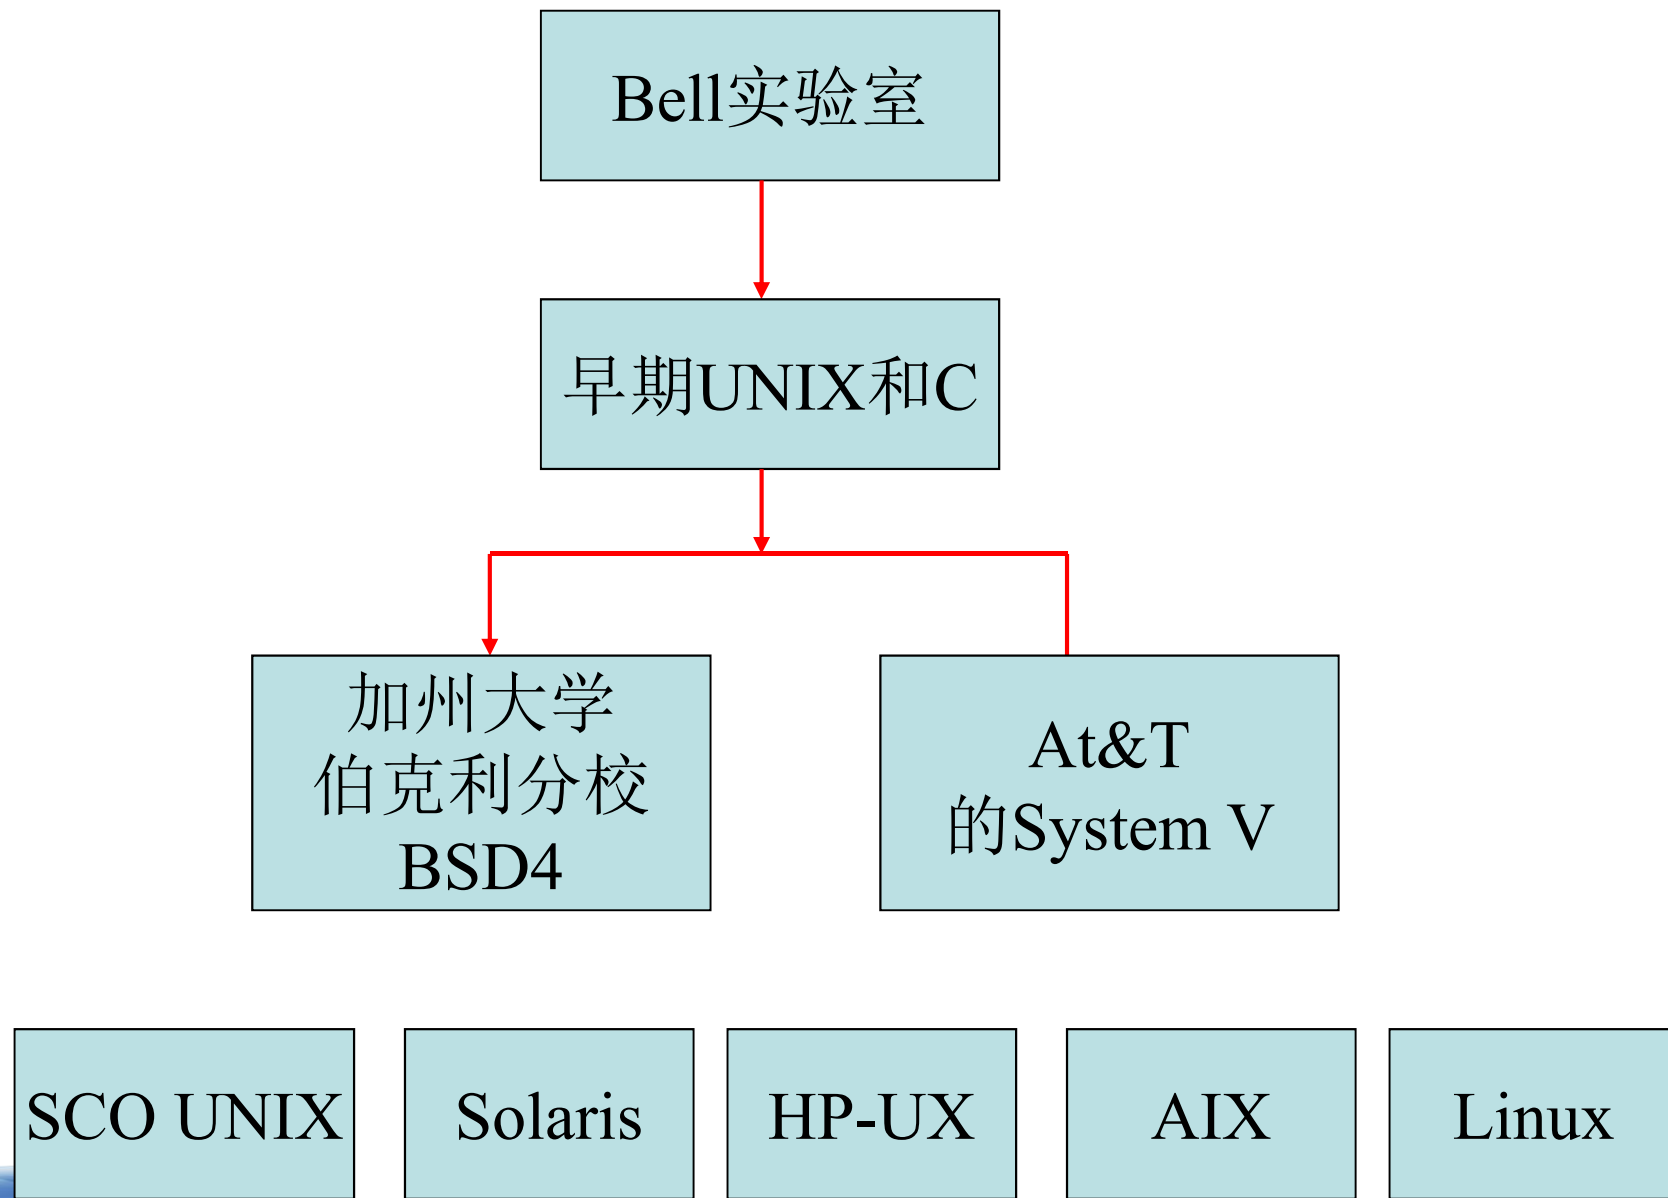 Bell实验室
早期UNIX和C
加州大学
伯克利分校
BSD4
At&T
的System V
SCO UNIX
Solaris
HP-UX
AIX
Linux